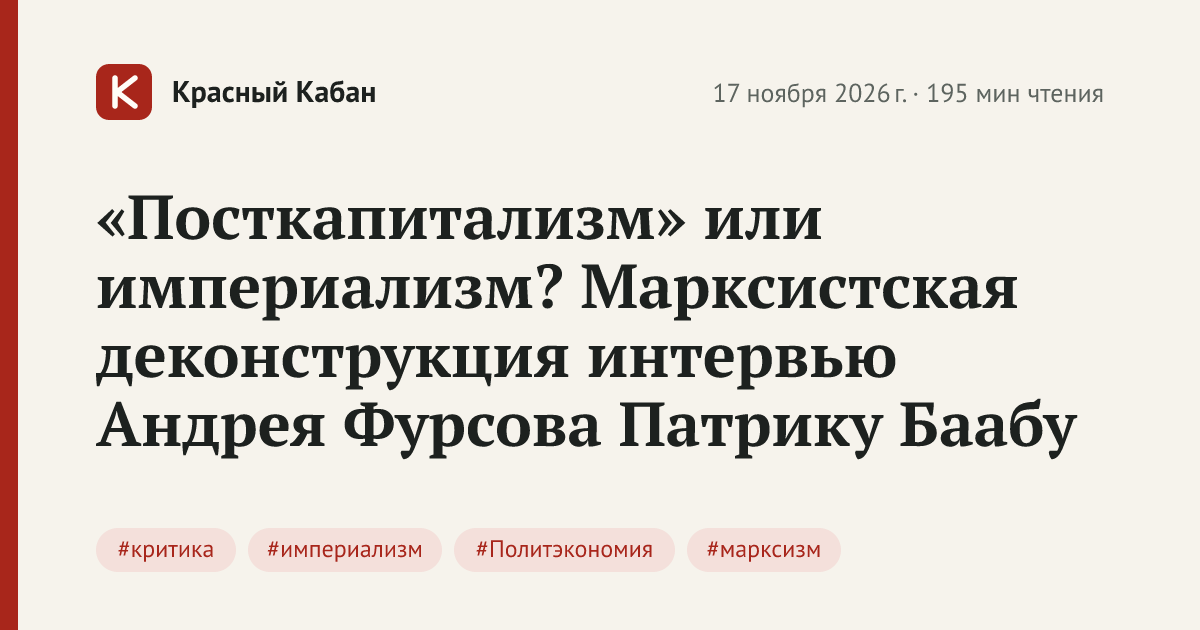 К Красный Кабан
17 ноября 2026 г. · 195 мин чтения
«Посткапитализм» или
империализм? Марксистская
деконструкция интервью
Андрея Фурсова Патрику Баабу
#критика #империализм #Политэкономия #марксизм